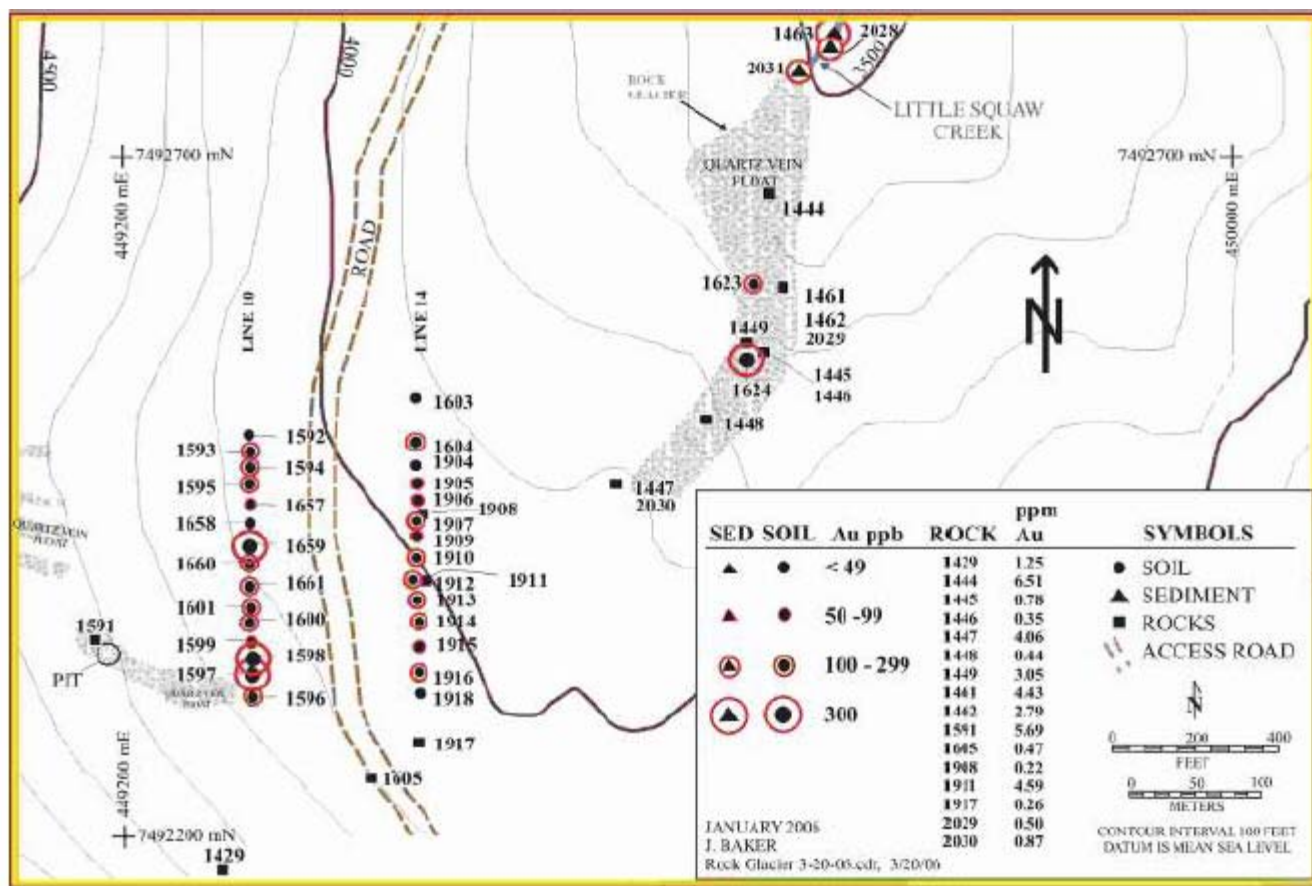 4500
4000
3500
1463
2028
2031
ROCK
GLACIER
LITTLE SQUAW
CREEK
7492700 mN
449200 mE
QUARTZ VEIN
FLOAT
1444
7492700 mN
450000 mE
ROAD
LINE 10
LINE 14
1623
1461
1462
2029
1449
1624
1445
1446
1448
1447
2030
N
1603
1592
1593
1594
1595
1657
1658
1659
1660
1661
1601
1600
1599
1598
1597
1596
1604
1904
1905
1906
1908
1907
1909
1910
1911
1912
1913
1914
1915
1916
1918
1917
1605
QUARTZ VEIN
FLOAT
1591
PIT
FLOAT
449200 mE
7492200 mN
1429
SED SOIL Au ppb
< 49
50 -99
100 - 299
300
ppm
ROCK Au
1429 1.25
1444 6.51
1445 0.78
1446 0.35
1447 4.06
1448 0.44
1449 3.05
1461 4.43
1462 2.79
1591 5.69
1605 0.47
1908 0.22
1911 4.59
1917 0.26
2029 0.50
2030 0.87
SYMBOLS
SOIL
SEDIMENT
ROCKS
ACCESS ROAD
N
0 200 400
FEET
0 50 100
METERS
CONTOUR INTERVAL 100 FEET
DATUM IS MEAN SEA LEVEL
JANUARY 2006
J. BAKER
Rock Glacier 3-20-06.cdr, 3/20/06